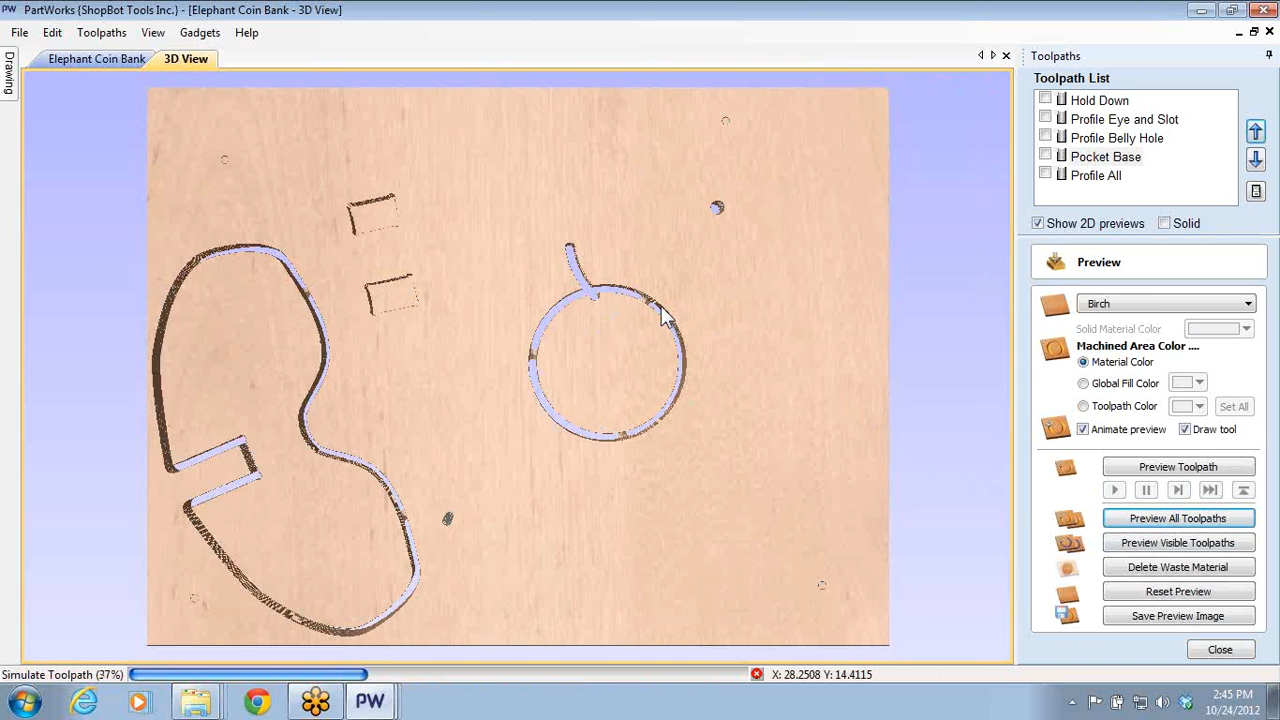 PartWorks {ShopBot Tools Inc.} - [Elephant Coin Bank - 3D View]
File Edit Toolpaths View Gadgets Help
Drawing
Elephant Coin Bank 3D View
Toolpaths
Toolpath List
Hold Down
Profile Eye and Slot
Profile Belly Hole
Pocket Base
Profile All
Show 2D previews Solid
Preview
Birch
Solid Material Color
Machined Area Color ....
Material Color
Global Fill Color
Toolpath Color Set All
Animate preview Draw tool
Preview Toolpath
Preview All Toolpaths
Preview Visible Toolpaths
Delete Waste Material
Reset Preview
Save Preview Image
Close
Simulate Toolpath (37%) X: 28.2508 Y: 14.4115
PW
2:45 PM
10/24/2012